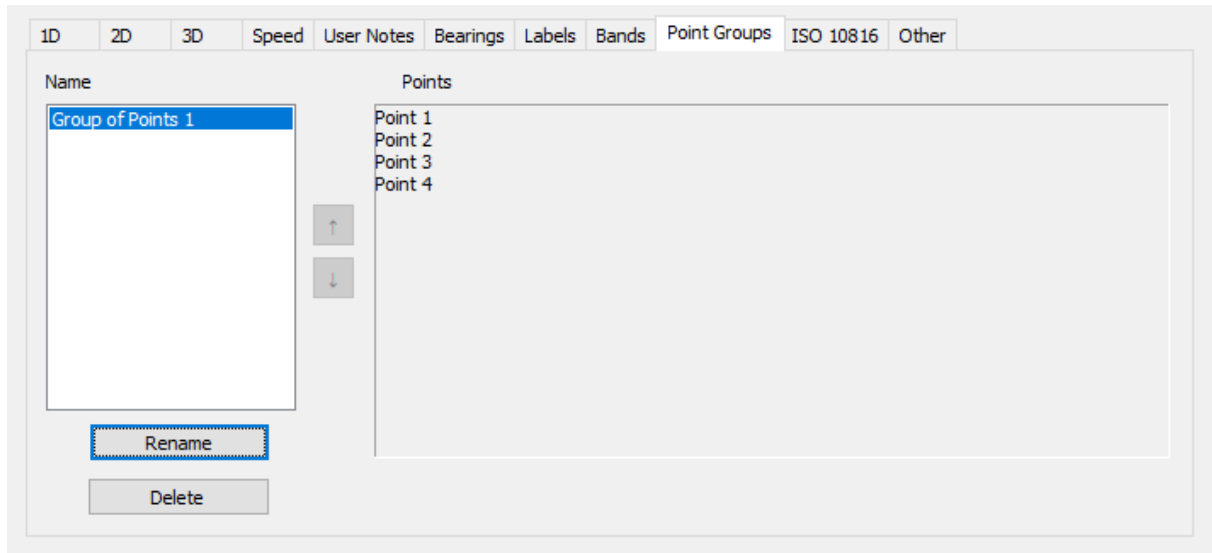 1D 2D 3D Speed User Notes Bearings Labels Bands Point Groups ISO 10816 Other
Name Points
Group of Points 1
Point 1
Point 2
Point 3
Point 4
↑
↓
Rename
Delete